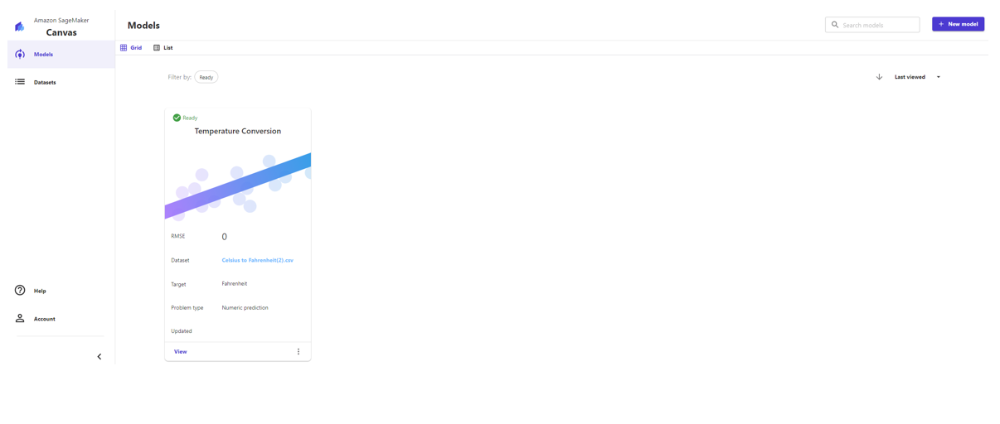 Amazon SageMaker
Canvas
Models
Datasets
Help
Account
Models
Search models
+ New model
Grid
List
Filter by: Ready
Last viewed
Ready
Temperature Conversion
RMSE 0
Dataset Celsius to Fahrenheit(2).csv
Target Fahrenheit
Problem type Numeric prediction
Updated
View